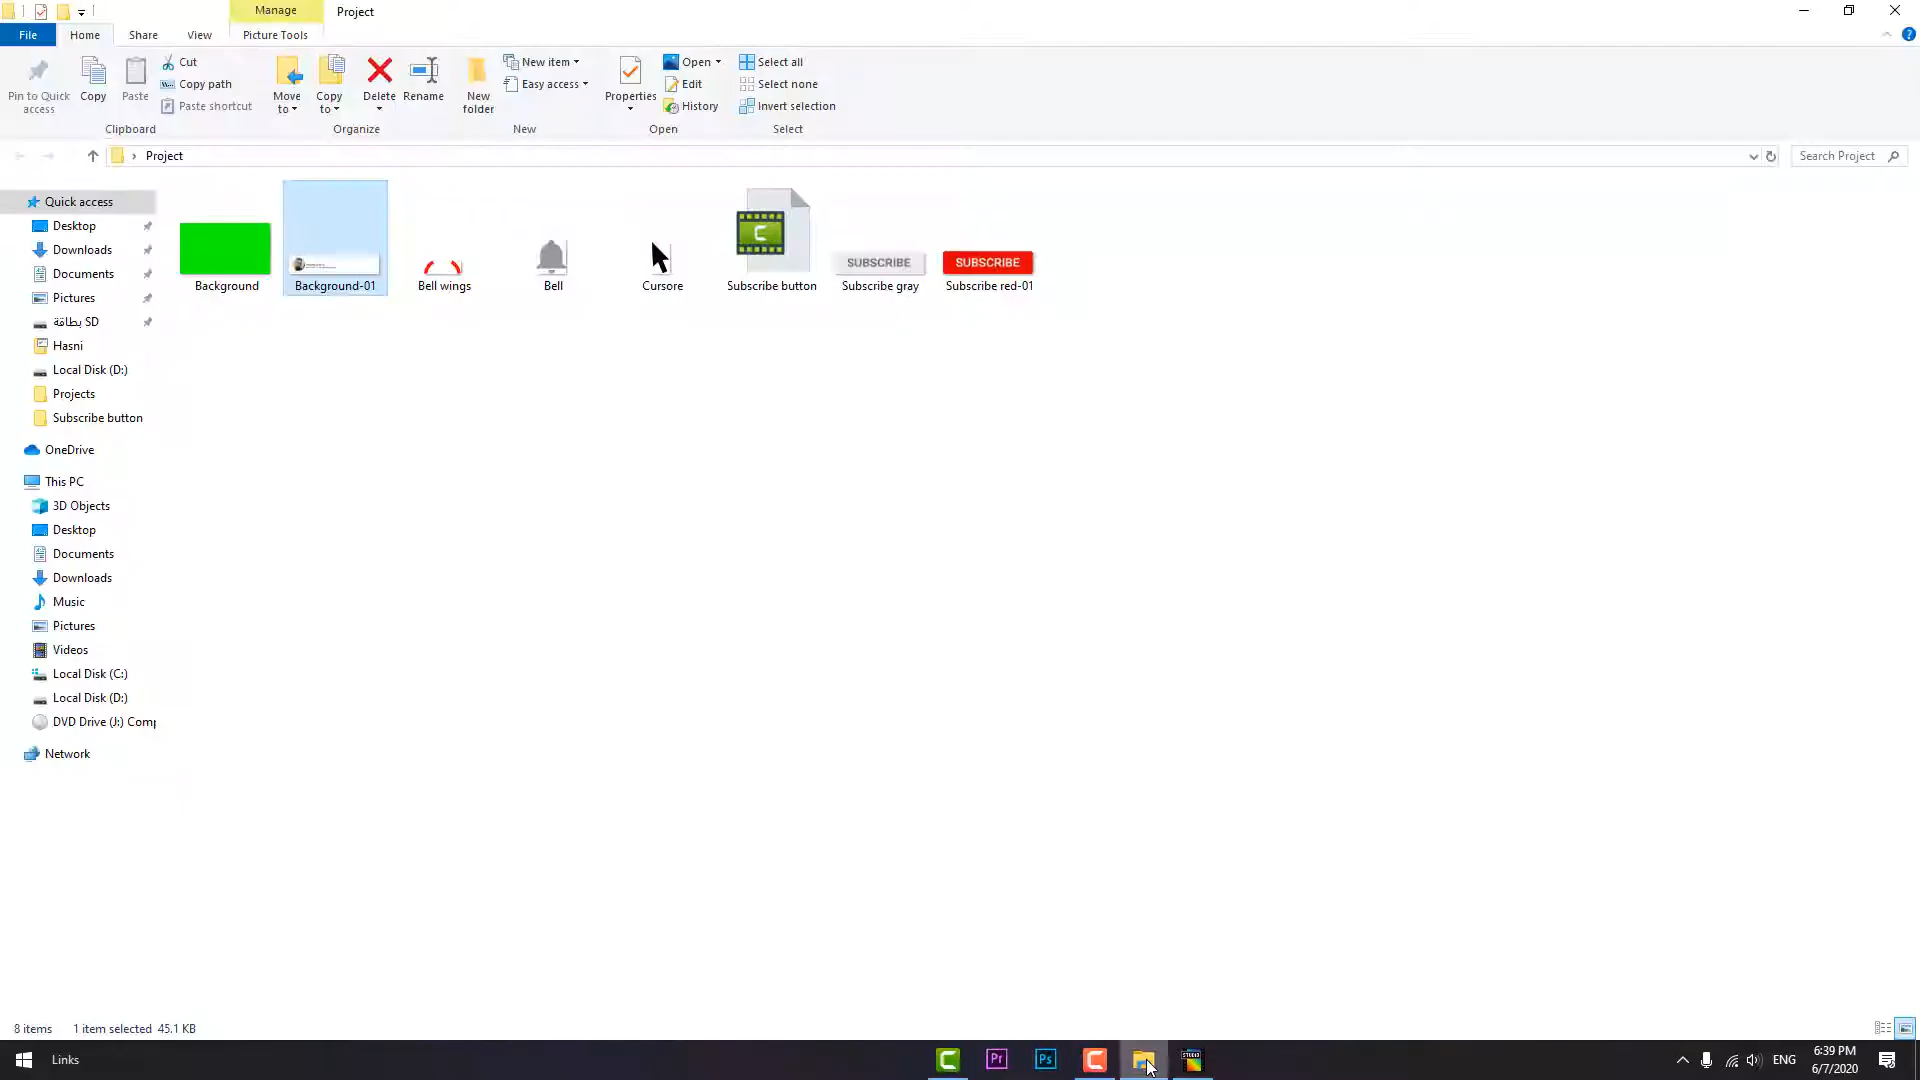 Manage
Project
File
Home
Share
View
Picture Tools
Pin to Quick access
Copy
Paste
Cut
Copy path
Paste shortcut
Clipboard
Move to
Copy to
Delete
Rename
Organize
New folder
New item
Easy access
New
Properties
Open
Edit
History
Open
Select all
Select none
Invert selection
Select
Project
Search Project
Quick access
Desktop
Downloads
Documents
Pictures
بطاقة SD
Hasni
Local Disk (D:)
Projects
Subscribe button
OneDrive
This PC
3D Objects
Desktop
Documents
Downloads
Music
Pictures
Videos
Local Disk (C:)
Local Disk (D:)
DVD Drive (J:) Comp
Network
Background
Background-01
Bell wings
Bell
Cursore
C
Subscribe button
SUBSCRIBE
Subscribe gray
SUBSCRIBE
Subscribe red-01
8 items
1 item selected 45.1 KB
Links
Pr
Ps
STUDIO
ENG
6:39 PM
6/7/2020